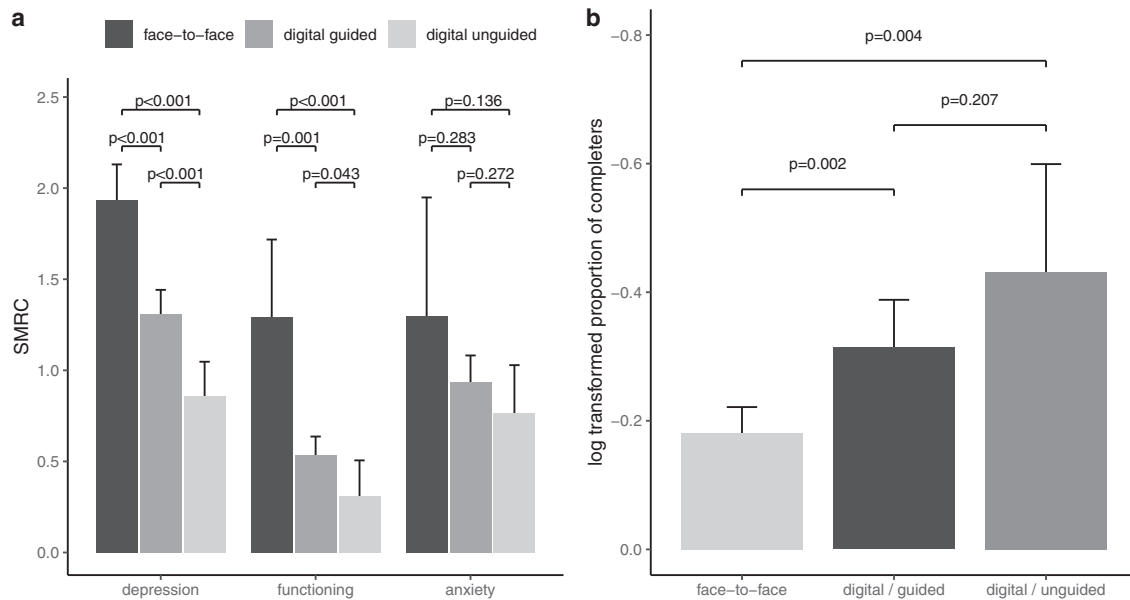 a
face-to-face digital guided digital unguided
SMRC
2.5
2.0
1.5
1.0
0.5
0.0
p<0.001 p<0.001 p=0.136
p<0.001 p=0.001 p=0.283
p<0.001 p=0.043 p=0.272
depression functioning anxiety
b
log transformed proportion of completers
−0.8
−0.6
−0.4
−0.2
0.0
p=0.004
p=0.207
p=0.002
face-to-face digital / guided digital / unguided